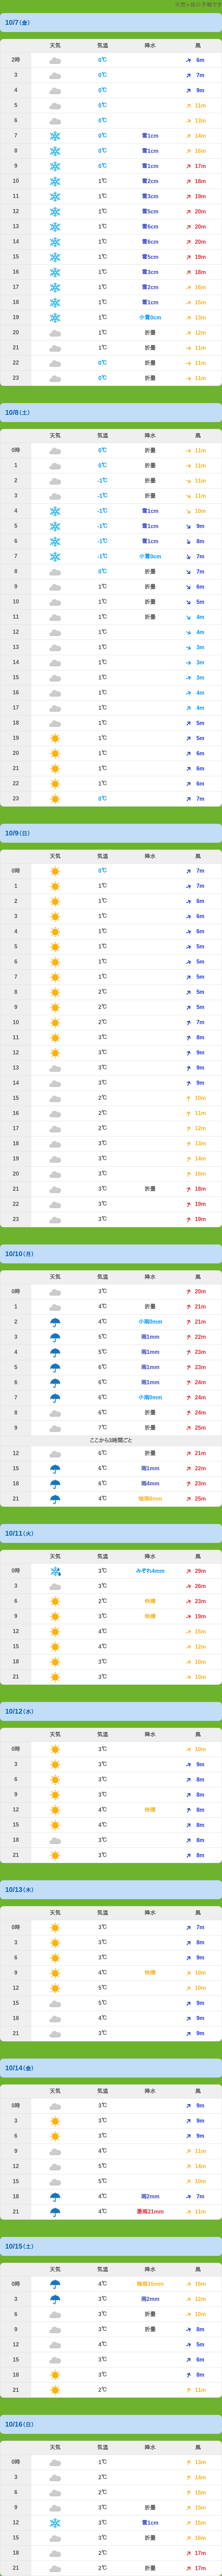 10/7(金)
天気 気温 降水 風
2時 0℃ 6m
3 0℃ 7m
4 0℃ 9m
5 0℃ 11m
6 0℃ 13m
7 0℃ 雪1cm 14m
8 0℃ 雪1cm 16m
9 0℃ 雪1cm 17m
10 1℃ 雪2cm 18m
11 1℃ 雪3cm 19m
12 1℃ 雪5cm 20m
13 1℃ 雪6cm 20m
14 1℃ 雪6cm 20m
15 1℃ 雪5cm 19m
16 1℃ 雪3cm 18m
17 1℃ 雪2cm 16m
18 1℃ 雪1cm 15m
19 1℃ 小雪0cm 13m
20 1℃ 折曇 12m
21 1℃ 折曇 11m
22 0℃ 折曇 11m
23 0℃ 折曇 11m
10/8(土)
天気 気温 降水 風
0時 0℃ 折曇 11m
1 0℃ 折曇 11m
2 -1℃ 折曇 11m
3 -1℃ 折曇 11m
4 -1℃ 雪1cm 10m
5 -1℃ 雪1cm 9m
6 -1℃ 雪1cm 8m
7 -1℃ 小雪0cm 7m
8 0℃ 折曇 7m
9 1℃ 折曇 6m
10 1℃ 折曇 5m
11 1℃ 折曇 4m
12 1℃ 4m
13 1℃ 3m
14 1℃ 3m
15 1℃ 3m
16 1℃ 4m
17 1℃ 4m
18 1℃ 5m
19 1℃ 5m
20 1℃ 6m
21 1℃ 6m
22 1℃ 6m
23 0℃ 7m
10/9(日)
天気 気温 降水 風
0時 0℃ 7m
1 1℃ 7m
2 1℃ 6m
3 1℃ 6m
4 1℃ 6m
5 1℃ 5m
6 1℃ 5m
7 1℃ 5m
8 2℃ 5m
9 2℃ 5m
10 2℃ 7m
11 3℃ 8m
12 3℃ 9m
13 3℃ 9m
14 3℃ 9m
15 2℃ 10m
16 2℃ 11m
17 2℃ 12m
18 3℃ 13m
19 3℃ 14m
20 3℃ 16m
21 3℃ 折曇 18m
22 3℃ 19m
23 3℃ 19m
10/10(月)
天気 気温 降水 風
0時 3℃ 20m
1 4℃ 折曇 21m
2 4℃ 小雨0mm 21m
3 5℃ 雨1mm 22m
4 5℃ 雨1mm 23m
5 6℃ 雨1mm 23m
6 6℃ 雨1mm 24m
7 6℃ 小雨0mm 24m
8 6℃ 折曇 24m
9 7℃ 折曇 25m
ここから3時間ごと
12 6℃ 折曇 21m
15 6℃ 雨1mm 22m
18 6℃ 雨4mm 23m
21 4℃ 強雨8mm 25m
10/11(火)
天気 気温 降水 風
0時 3℃ みぞれ4mm 29m
3 3℃ 26m
6 2℃ 快晴 23m
9 3℃ 快晴 19m
12 4℃ 15m
15 4℃ 12m
18 3℃ 10m
21 3℃ 10m
10/12(水)
天気 気温 降水 風
0時 3℃ 10m
3 3℃ 9m
6 3℃ 8m
9 3℃ 8m
12 4℃ 快晴 8m
15 4℃ 8m
18 3℃ 8m
21 3℃ 8m
10/13(木)
天気 気温 降水 風
0時 3℃ 7m
3 3℃ 8m
6 3℃ 9m
9 4℃ 快晴 10m
12 5℃ 10m
15 5℃ 9m
18 4℃ 9m
21 3℃ 9m
10/14(金)
天気 気温 降水 風
0時 3℃ 9m
3 3℃ 9m
6 3℃ 9m
9 4℃ 11m
12 5℃ 14m
15 5℃ 10m
18 4℃ 雨2mm 7m
21 4℃ 激雨21mm 11m
10/15(土)
天気 気温 降水 風
0時 4℃ 強雨10mm 15m
3 3℃ 雨2mm 12m
6 3℃ 折曇 10m
9 3℃ 折曇 8m
12 4℃ 5m
15 3℃ 6m
18 3℃ 8m
21 2℃ 11m
10/16(日)
天気 気温 降水 風
0時 1℃ 13m
3 2℃ 14m
6 2℃ 15m
9 3℃ 折曇 15m
12 3℃ 雪1cm 15m
15 3℃ 折曇 16m
18 2℃ 17m
21 2℃ 折曇 17m